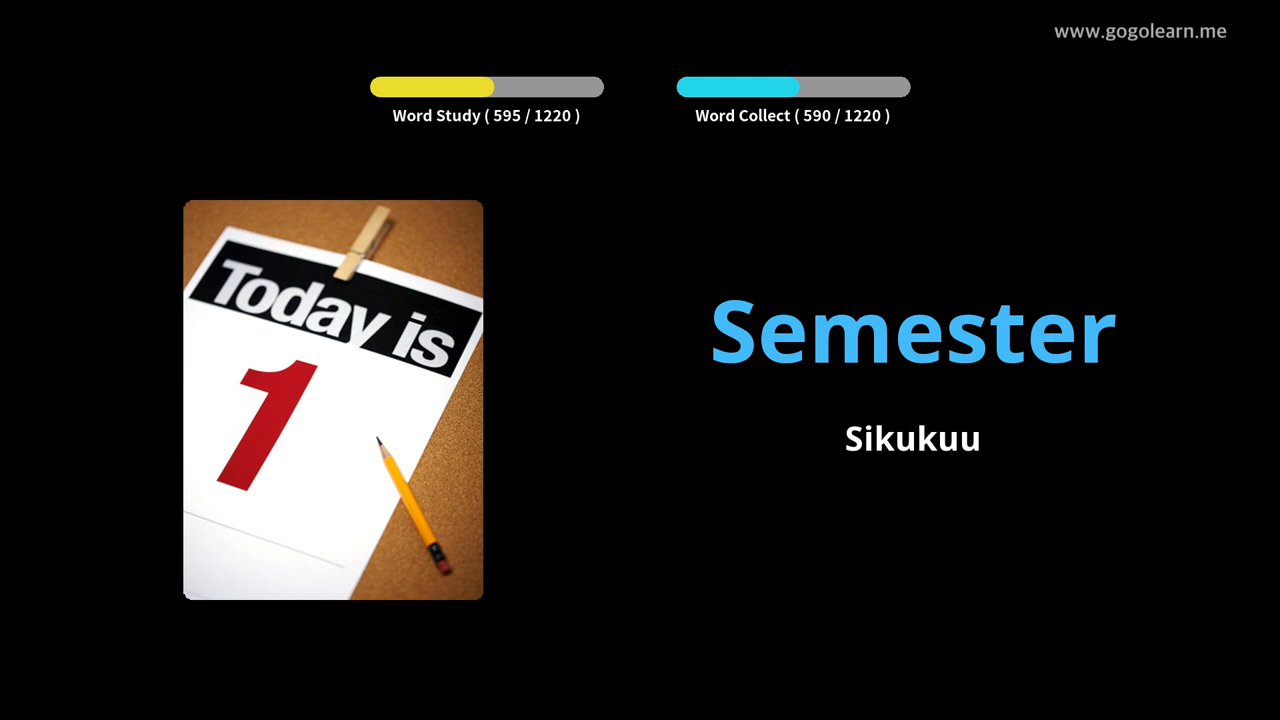 www.gogolearn.me
Word Study ( 595 / 1220 )
Word Collect ( 590 / 1220 )
Today is
1
Semester
Sikukuu